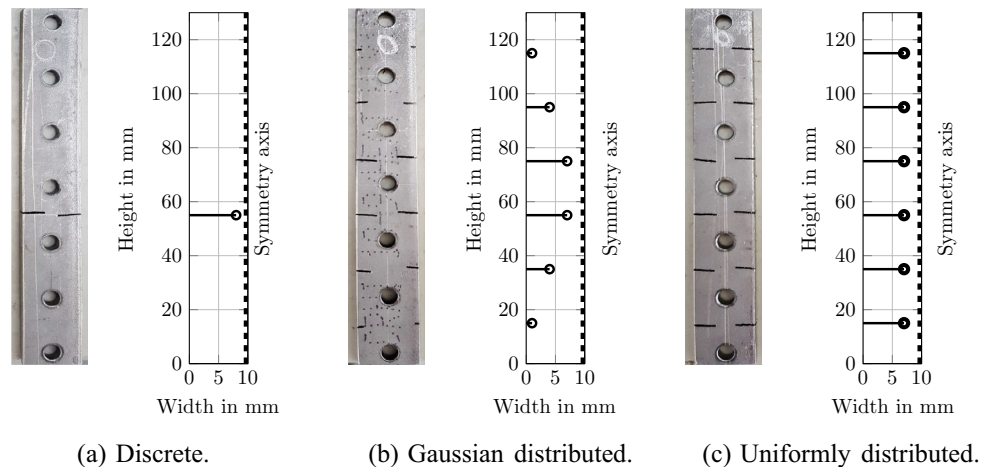 120
100
80
60
40
20
0
0 5 10
Height in mm
Symmetry axis
Width in mm
(a) Discrete.
120
100
80
60
40
20
0
0 5 10
Height in mm
Symmetry axis
Width in mm
(b) Gaussian distributed.
120
100
80
60
40
20
0
0 5 10
Height in mm
Symmetry axis
Width in mm
(c) Uniformly distributed.